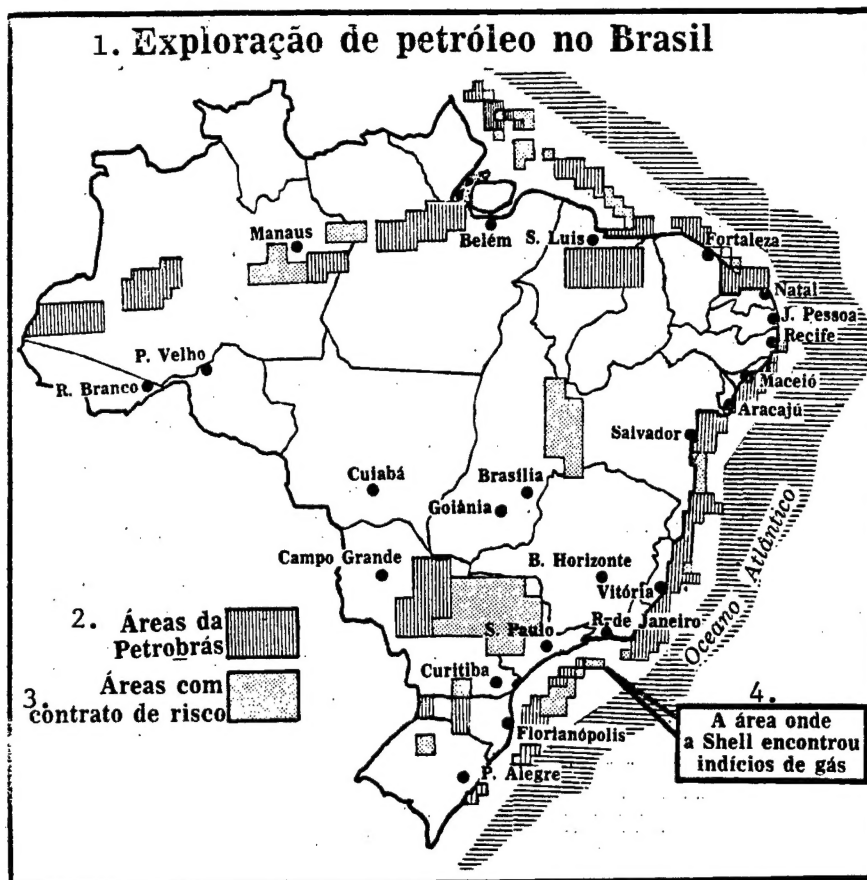 1. Exploração de petróleo no Brasil
Manaus
Belém
S. Luis
Fortaleza
Natal
J. Pessoa
Recife
P. Velho
R. Branco
Maceió
Aracajú
Salvador
Cuiabá
Brasília
Goiânia
Campo Grande
B. Horizonte
Vitória
Oceano Atlântico
2. Áreas da
Petrobrás
S. Paulo
R. de Janeiro
3. Áreas com
contrato de risco
Curitiba
Florianópolis
P. Alegre
4.
A área onde
a Shell encontrou
indícios de gás